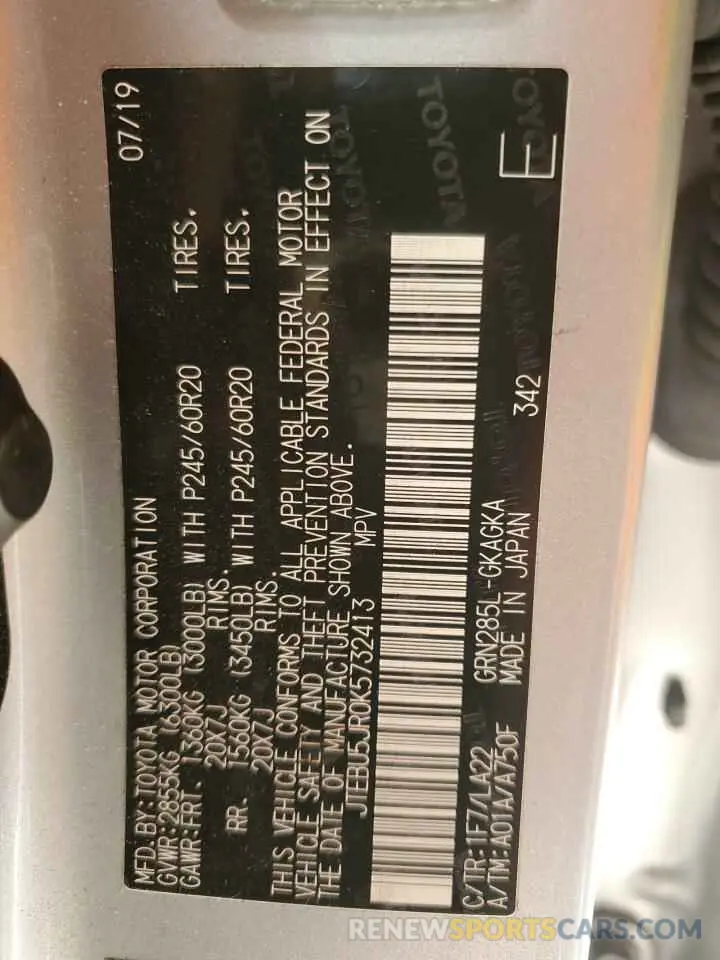 MFD. BY: TOYOTA MOTOR CORPORATION 07/19
GVWR: 2855KG (6300LB)
GAWR: FRT 1360KG (3000LB) WITH P245/60R20 TIRES.
20X7J RIMS.
RR. 1560KG (3450LB) WITH P245/60R20 TIRES.
20X7J RIMS.
THIS VEHICLE CONFORMS TO ALL APPLICABLE FEDERAL MOTOR
VEHICLE SAFETY AND THEFT PREVENTION STANDARDS IN EFFECT ON
THE DATE OF MANUFACTURE SHOWN ABOVE.
JTEBU5JR0K5732413 MPV
C/TR: 1F7/LA22 GRN285L-GKAGKA
A/TM: A01A/A750F MADE IN JAPAN 342 E
TOYOTA
RENEWSPORTSCARS.COM